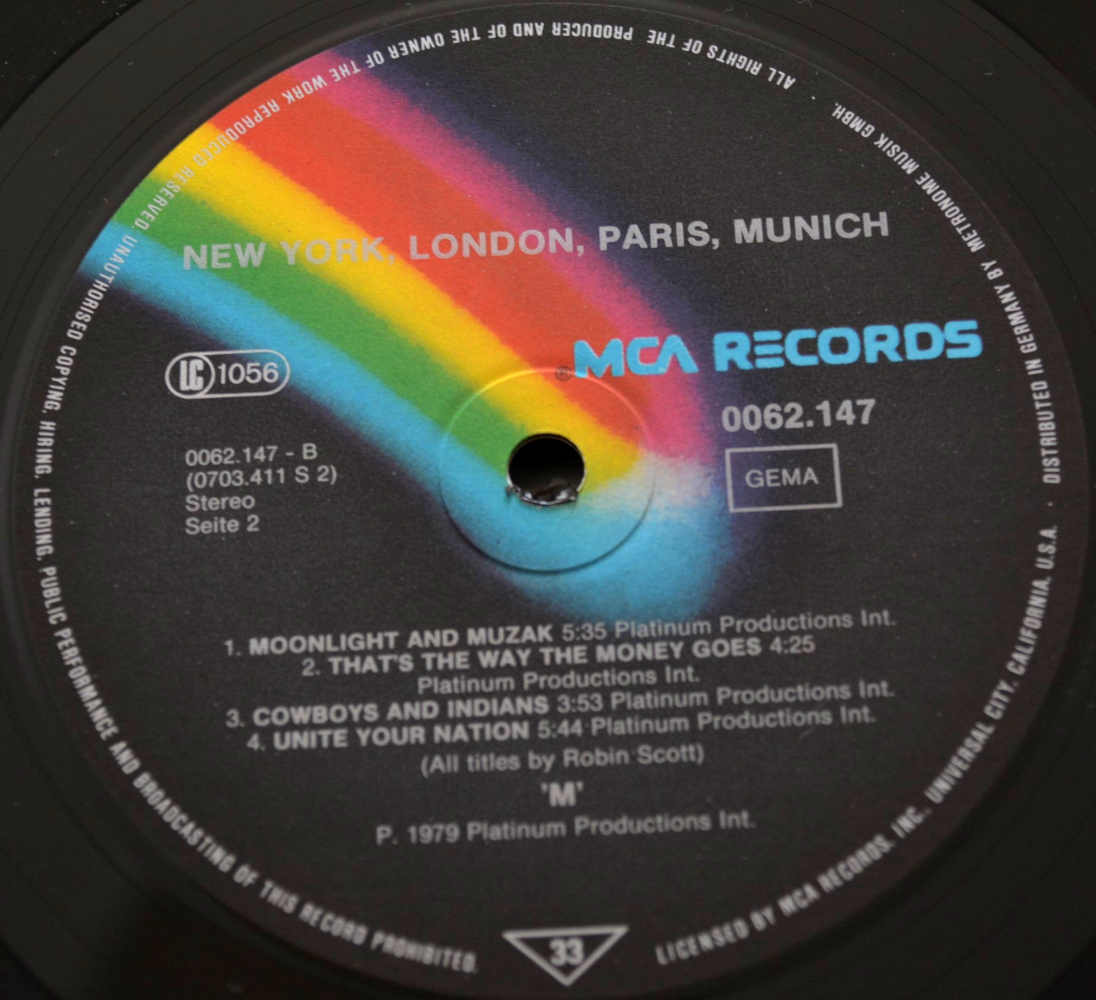 ALL RIGHTS OF THE PRODUCER AND OF THE OWNER OF THE WORK REPRODUCED RESERVED. UNAUTHORISED COPYING, HIRING, LENDING, PUBLIC PERFORMANCE AND BROADCASTING OF THIS RECORD PROHIBITED.
LICENSED BY MCA RECORDS, INC., UNIVERSAL CITY, CALIFORNIA, U.S.A. · DISTRIBUTED IN GERMANY BY METRONOME MUSIK GMBH. ·
NEW YORK, LONDON, PARIS, MUNICH
® MCA RECORDS
LC 1056
0062.147
GEMA
0062.147 - B
(0703.411 S 2)
Stereo
Seite 2
1. MOONLIGHT AND MUZAK 5:35 Platinum Productions Int.
2. THAT'S THE WAY THE MONEY GOES 4:25
Platinum Productions Int.
3. COWBOYS AND INDIANS 3:53 Platinum Productions Int.
4. UNITE YOUR NATION 5:44 Platinum Productions Int.
(All titles by Robin Scott)
'M'
P. 1979 Platinum Productions Int.
33